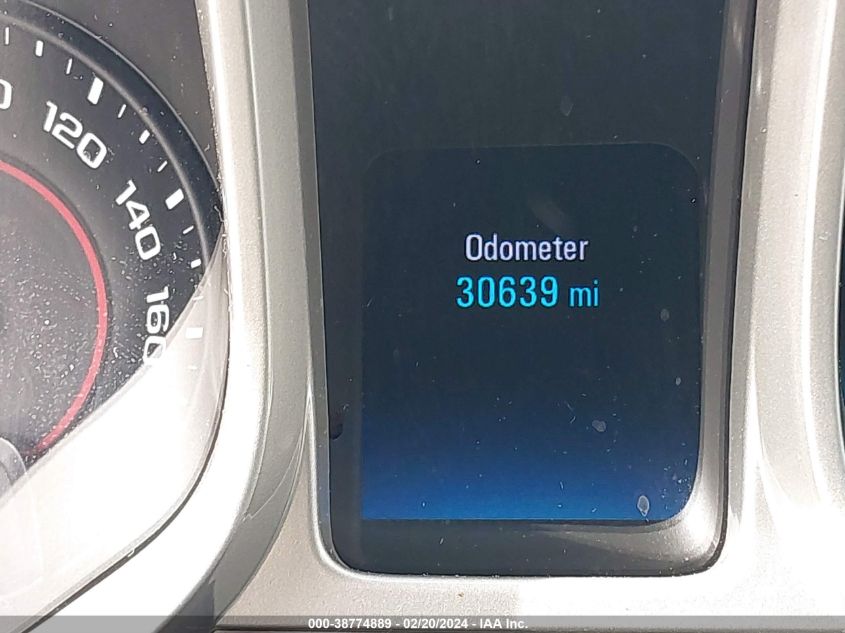 120
140
160
Odometer
30639 mi
000-38774889 - 02/20/2024 - IAA Inc.